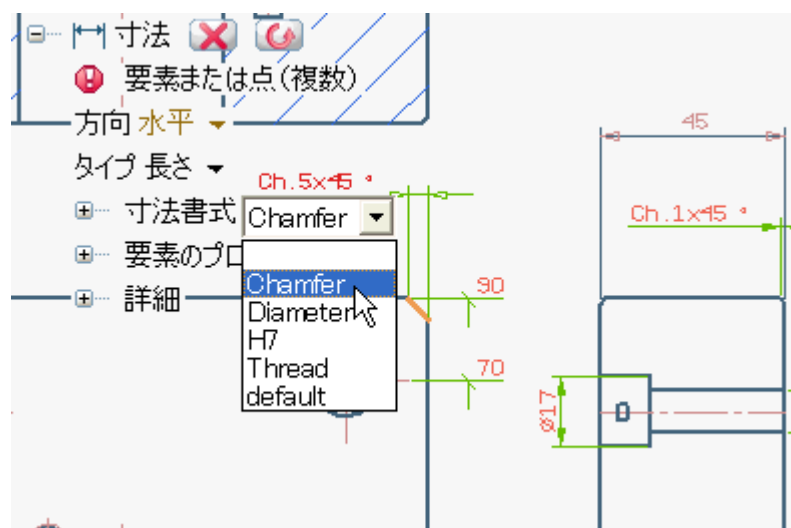 寸法
要素または点(複数)
方向 水平
タイプ 長さ
Ch.5x45 °
寸法書式 Chamfer
要素のプロ
Chamfer
詳細
Diameter
H7
Thread
default
90
70
45
Ch.1x45 °
ø17